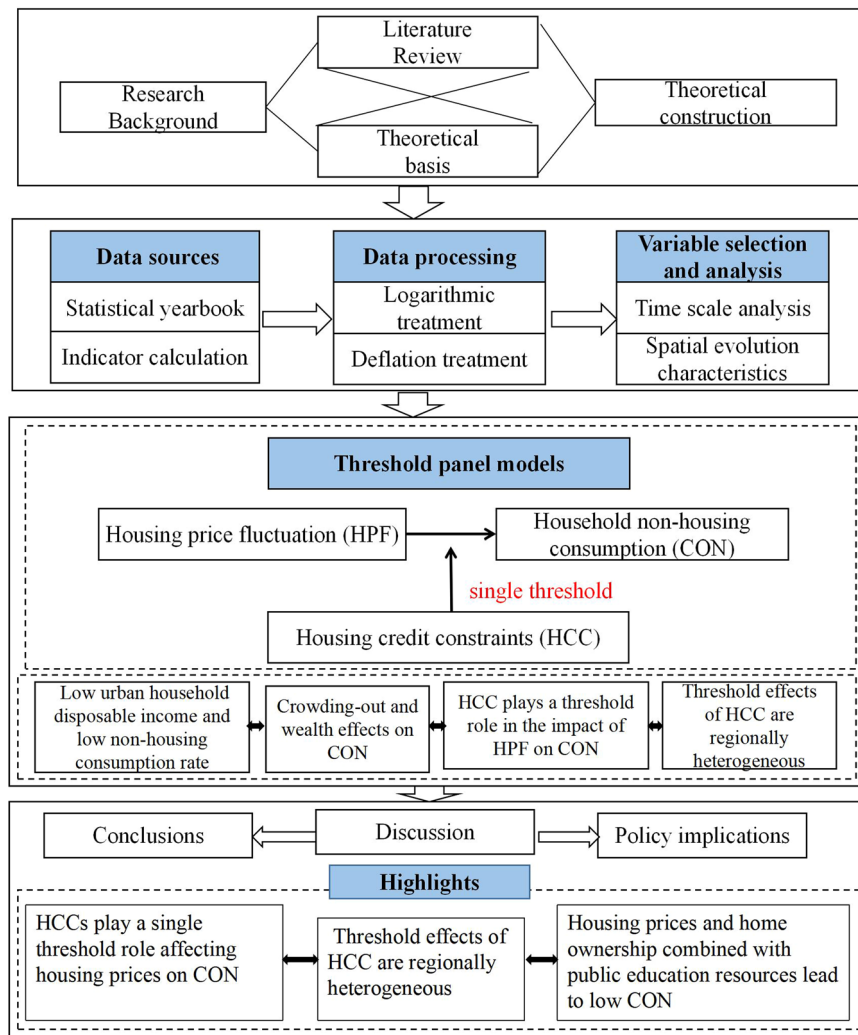 Literature
Review
Research
Background
Theoretical
construction
Theoretical
basis
Data sources
Statistical yearbook
Indicator calculation
Data processing
Logarithmic
treatment
Deflation treatment
Variable selection
and analysis
Time scale analysis
Spatial evolution
characteristics
Threshold panel models
Housing price fluctuation (HPF)
Household non-housing
consumption (CON)
single threshold
Housing credit constraints (HCC)
Low urban household
disposable income and
low non-housing
consumption rate
Crowding-out and
wealth effects on
CON
HCC plays a threshold
role in the impact of
HPF on CON
Threshold effects
of HCC are
regionally
heterogeneous
Conclusions
Discussion
Policy implications
Highlights
HCCs play a single
threshold role affecting
housing prices on CON
Threshold effects of
HCC are regionally
heterogeneous
Housing prices and home
ownership combined with
public education resources lead
to low CON